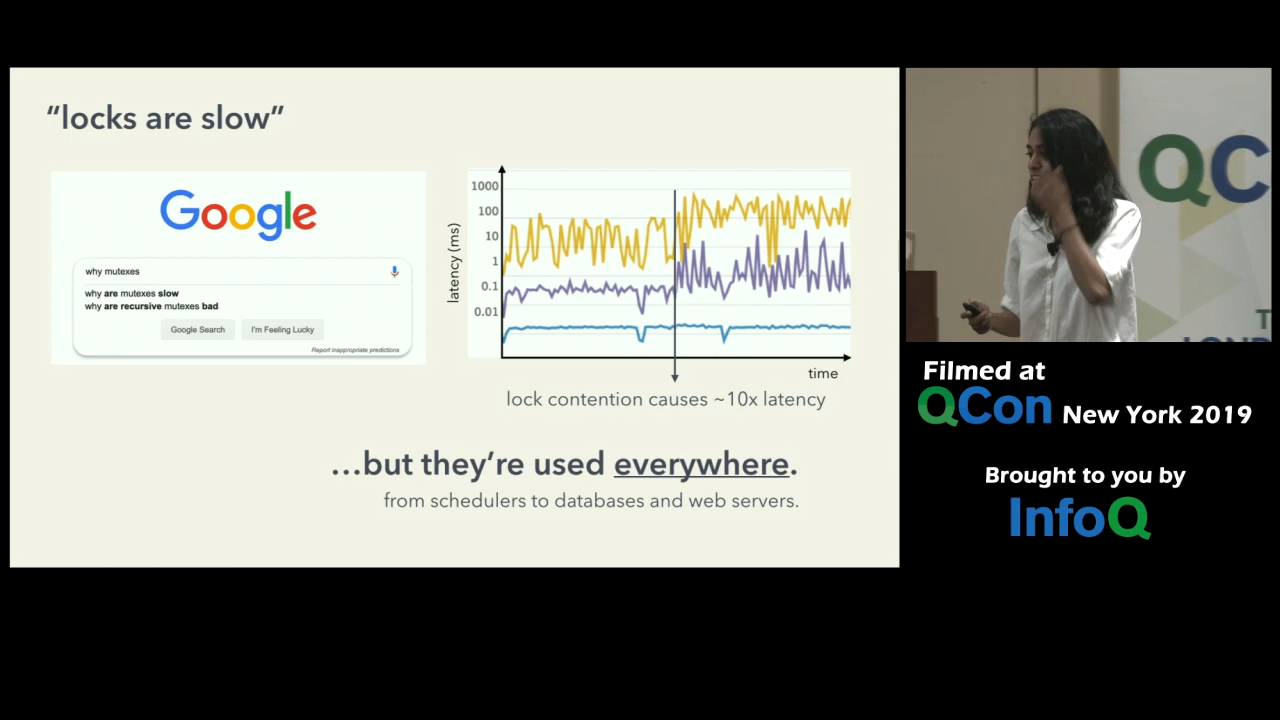 “locks are slow”
Google
why mutexes
why are mutexes slow
why are recursive mutexes bad
Google Search
I'm Feeling Lucky
Report inappropriate predictions
latency (ms)
1000
100
10
1
0.1
0.01
time
lock contention causes ~10x latency
...but they're used everywhere.
from schedulers to databases and web servers.
QC
Filmed at
QCon New York 2019
Brought to you by
InfoQ